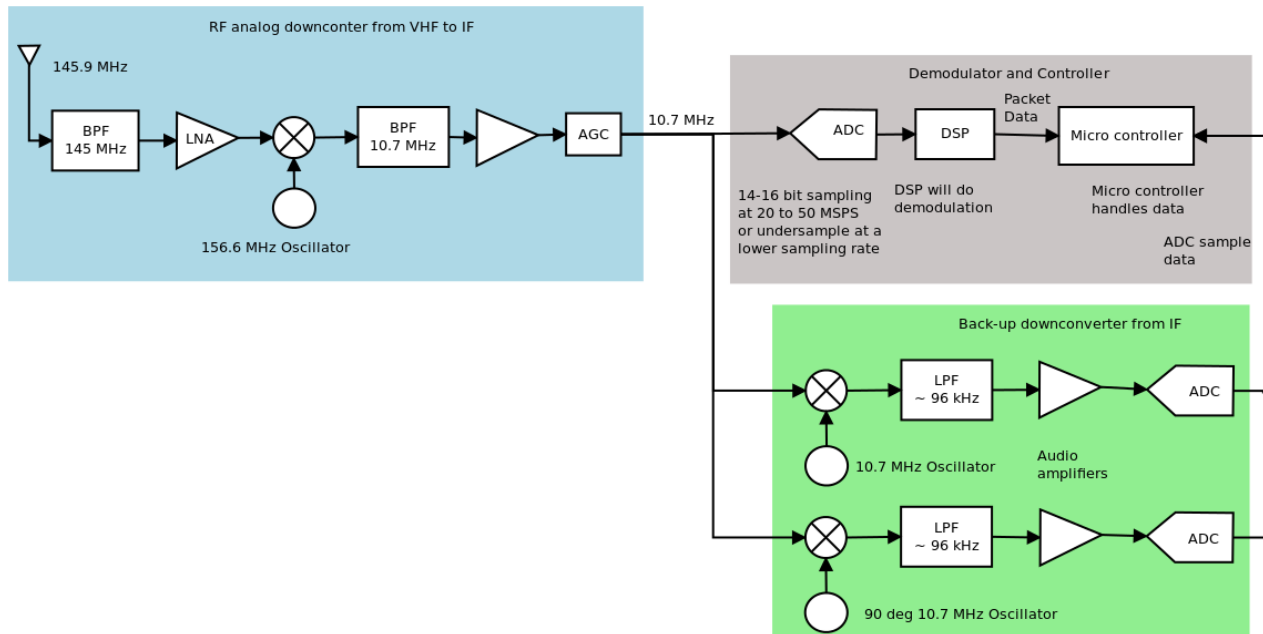 RF analog downconter from VHF to IF
145.9 MHz
BPF
145 MHz
LNA
BPF
10.7 MHz
AGC
156.6 MHz Oscillator
10.7 MHz
Demodulator and Controller
ADC
DSP
Packet
Data
Micro controller
14-16 bit sampling
at 20 to 50 MSPS
or undersample at a
lower sampling rate
DSP will do
demodulation
Micro controller
handles data
ADC sample
data
Back-up downconverter from IF
LPF
~ 96 kHz
ADC
10.7 MHz Oscillator
Audio
amplifiers
LPF
~ 96 kHz
ADC
90 deg 10.7 MHz Oscillator